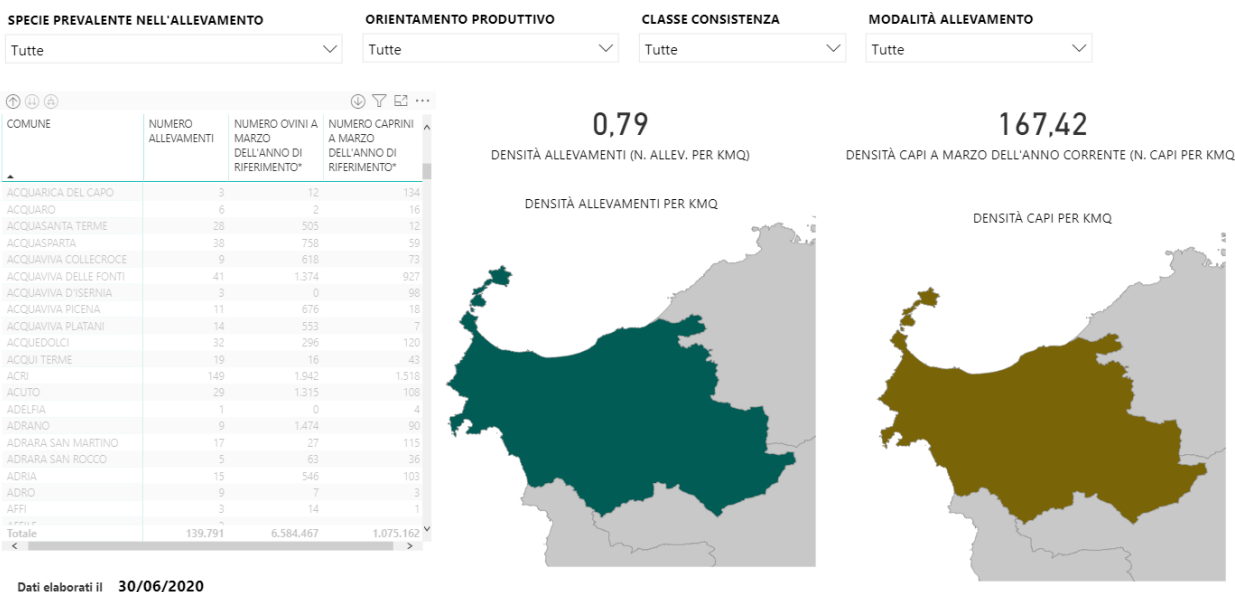 SPECIE PREVALENTE NELL'ALLEVAMENTO
ORIENTAMENTO PRODUTTIVO
CLASSE CONSISTENZA
MODALITÀ ALLEVAMENTO
Tutte
Tutte
Tutte
Tutte
COMUNE
NUMERO
ALLEVAMENTI
NUMERO OVINI A
MARZO
DELL'ANNO DI
RIFERIMENTO*
NUMERO CAPRINI
A MARZO
DELL'ANNO DI
RIFERIMENTO*
ACQUARICA DEL CAPO 3 12 134
ACQUARO 6 2 16
ACQUASANTA TERME 28 505 12
ACQUASPARTA 38 758 59
ACQUAVIVA COLLECROCE 9 618 73
ACQUAVIVA DELLE FONTI 41 1.374 927
ACQUAVIVA D'ISERNIA 3 0 98
ACQUAVIVA PICENA 11 676 18
ACQUAVIVA PLATANI 14 553 7
ACQUEDOLCI 32 296 120
ACQUI TERME 19 16 43
ACRI 149 1.942 1.518
ACUTO 29 1.315 108
ADELFIA 1 0 4
ADRANO 9 1.474 90
ADRARA SAN MARTINO 17 27 115
ADRARA SAN ROCCO 5 63 36
ADRIA 15 546 103
ADRO 9 7 3
AFFI 3 14 1
Totale 139.791 6.584.467 1.075.162
0,79
DENSITÀ ALLEVAMENTI (N. ALLEV. PER KMQ)
167,42
DENSITÀ CAPI A MARZO DELL'ANNO CORRENTE (N. CAPI PER KMQ
DENSITÀ ALLEVAMENTI PER KMQ
DENSITÀ CAPI PER KMQ
Dati elaborati il 30/06/2020